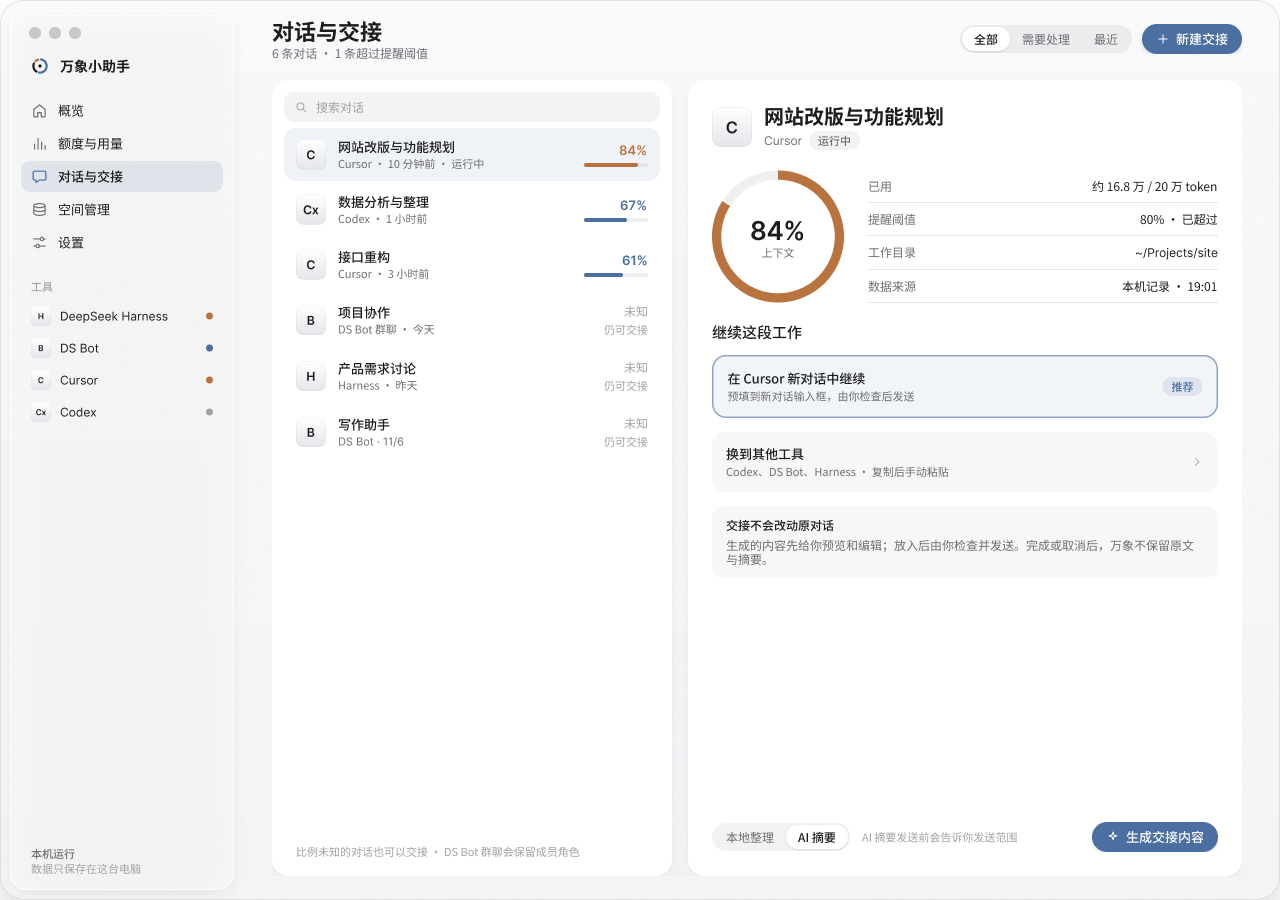 万象小助手
概览
额度与用量
对话与交接
空间管理
设置
工具
H DeepSeek Harness
B DS Bot
C Cursor
Cx Codex
本机运行
数据只保存在这台电脑
对话与交接
6 条对话 · 1 条超过提醒阈值
全部 需要处理 最近
新建交接
搜索对话
C 网站改版与功能规划 84%
Cursor · 10 分钟前 · 运行中
Cx 数据分析与整理 67%
Codex · 1 小时前
C 接口重构 61%
Cursor · 3 小时前
B 项目协作 未知
DS Bot 群聊 · 今天 仍可交接
H 产品需求讨论 未知
Harness · 昨天 仍可交接
B 写作助手 未知
DS Bot · 11/6 仍可交接
比例未知的对话也可以交接 · DS Bot 群聊会保留成员角色
C 网站改版与功能规划
Cursor 运行中
84%
上下文
已用 约 16.8 万 / 20 万 token
提醒阈值 80% · 已超过
工作目录 ~/Projects/site
数据来源 本机记录 · 19:01
继续这段工作
在 Cursor 新对话中继续 推荐
预填到新对话输入框，由你检查后发送
换到其他工具
Codex、DS Bot、Harness · 复制后手动粘贴
交接不会改动原对话
生成的内容先给你预览和编辑；放入后由你检查并发送。完成或取消后，万象不保留原文
与摘要。
本地整理 AI 摘要 AI 摘要发送前会告诉你发送范围
生成交接内容